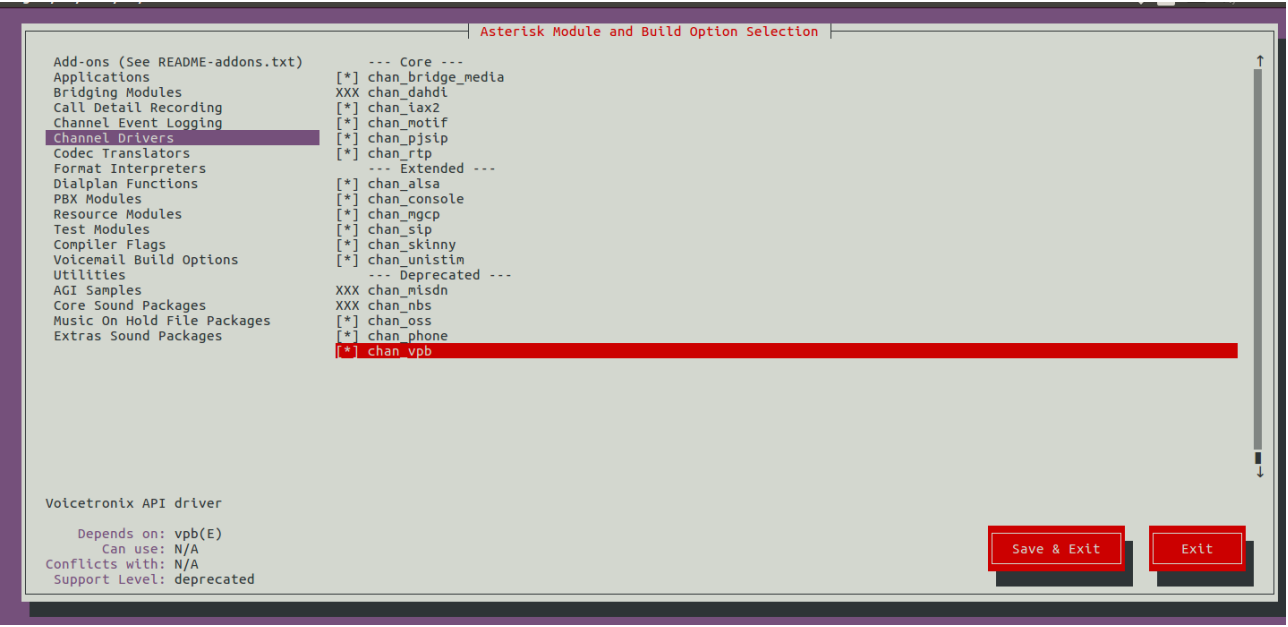 Asterisk Module and Build Option Selection
Add-ons (See README-addons.txt) --- Core ---
Applications [*] chan_bridge_media
Bridging Modules XXX chan_dahdi
Call Detail Recording [*] chan_iax2
Channel Event Logging [*] chan_motif
Channel Drivers [*] chan_pjsip
Codec Translators [*] chan_rtp
Format Interpreters --- Extended ---
Dialplan Functions [*] chan_alsa
PBX Modules [*] chan_console
Resource Modules [*] chan_mgcp
Test Modules [*] chan_sip
Compiler Flags [*] chan_skinny
Voicemail Build Options [*] chan_unistim
Utilities --- Deprecated ---
AGI Samples XXX chan_misdn
Core Sound Packages XXX chan_nbs
Music On Hold File Packages [*] chan_oss
Extras Sound Packages [*] chan_phone
[*] chan_vpb
Voicetronix API driver
Depends on: vpb(E)
Can use: N/A
Conflicts with: N/A
Support Level: deprecated
Save & Exit Exit